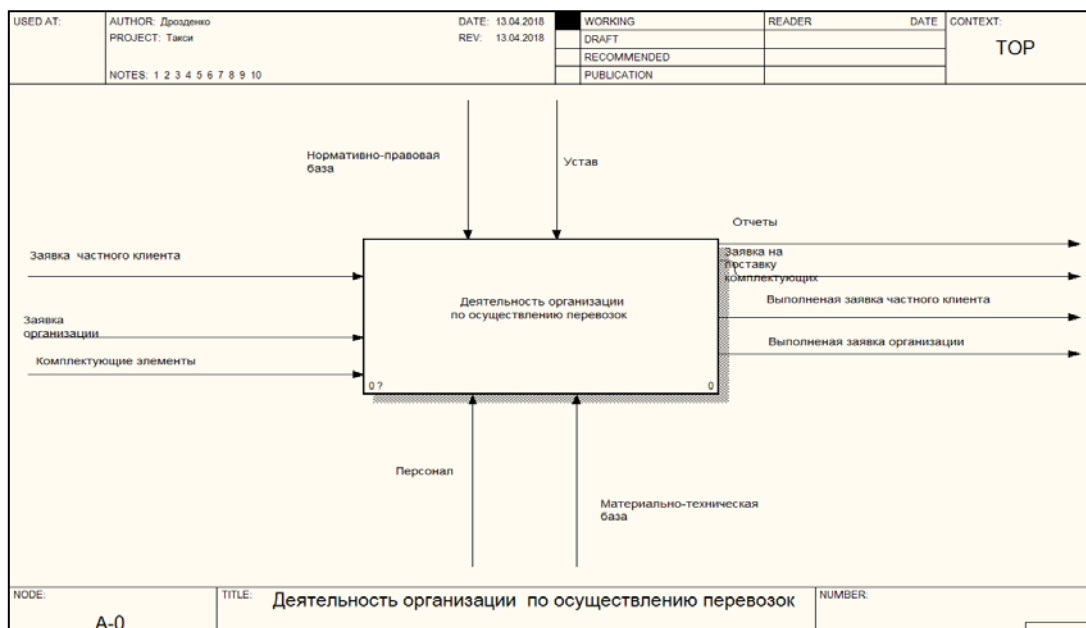 USED AT:
AUTHOR: Дрозденко
DATE: 13.04.2018
WORKING
READER
DATE
CONTEXT:
PROJECT: Такси
REV: 13.04.2018
DRAFT
TOP
RECOMMENDED
NOTES: 1 2 3 4 5 6 7 8 9 10
PUBLICATION
Нормативно-правовая
база
Устав
Отчеты
Заявка частного клиента
Заявка на
поставку
комплектующих
Выполненая заявка частного клиента
Деятельность организации
по осуществлению перевозок
Заявка
организации
Выполненая заявка организации
Комплектующие элементы
0 ?
0
Персонал
Материально-техническая
база
NODE:
TITLE:
Деятельность организации по осуществлению перевозок
NUMBER:
A-0